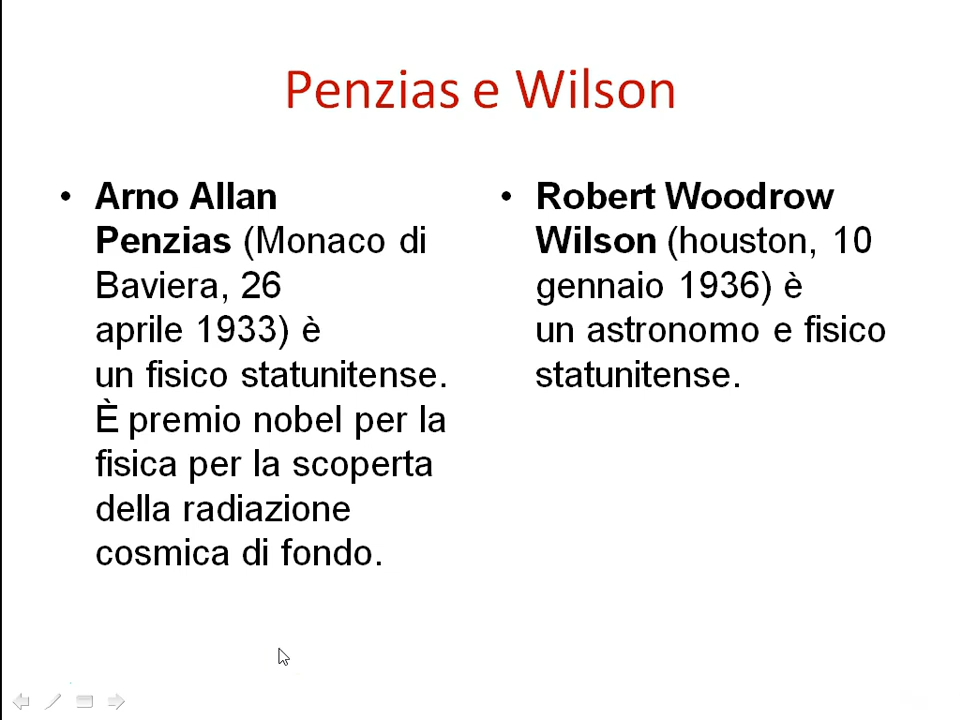 Penzias e Wilson
• Arno Allan
Penzias (Monaco di
Baviera, 26
aprile 1933) è
un fisico statunitense.
È premio nobel per la
fisica per la scoperta
della radiazione
cosmica di fondo.
• Robert Woodrow
Wilson (houston, 10
gennaio 1936) è
un astronomo e fisico
statunitense.